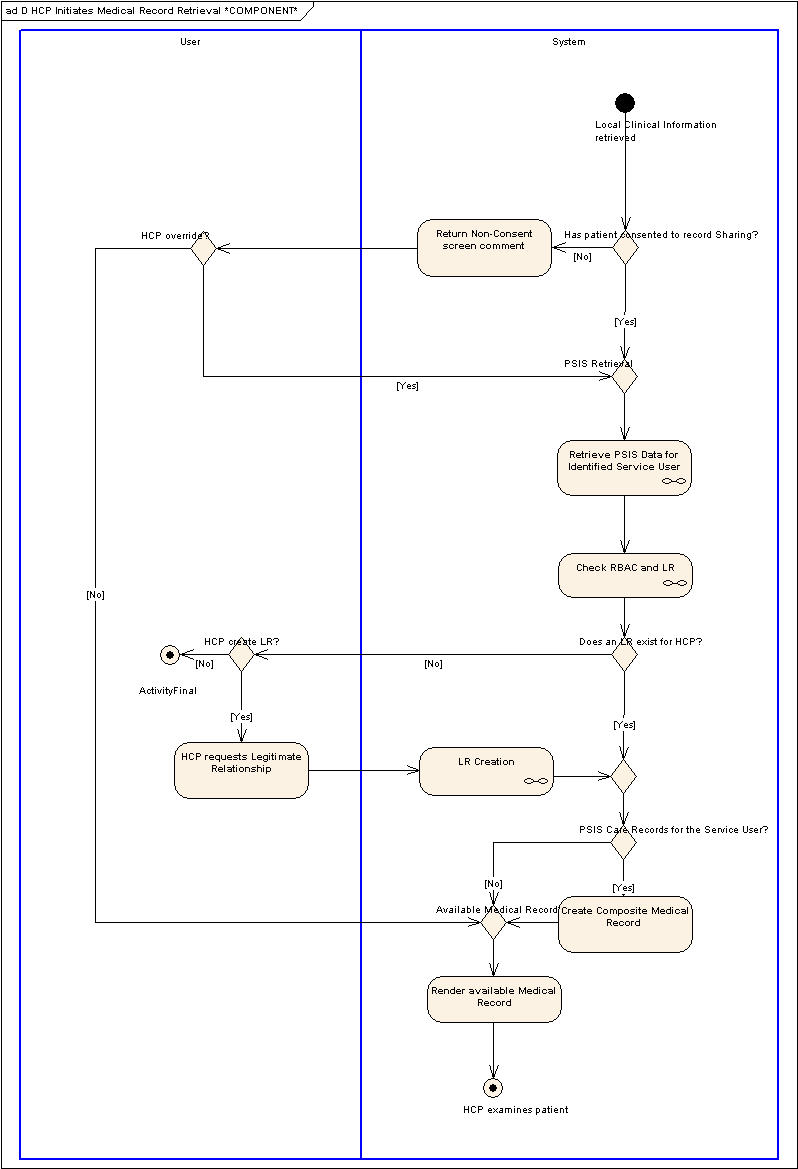 ad D HCP Initiates Medical Record Retrieval *COMPONENT*
User
System
Local Clinical Information
retrieved
HCP override?
Return Non-Consent
screen comment
Has patient consented to record Sharing?
[No]
[Yes]
PSIS Retrieval
[Yes]
Retrieve PSIS Data for
Identified Service User
Check RBAC and LR
[No]
HCP create LR?
Does an LR exist for HCP?
[No]
[No]
ActivityFinal
[Yes]
[Yes]
HCP requests Legitimate
Relationship
LR Creation
PSIS Care Records for the Service User?
[No]
[Yes]
Available Medical Record
Create Composite Medical
Record
Render available Medical
Record
HCP examines patient